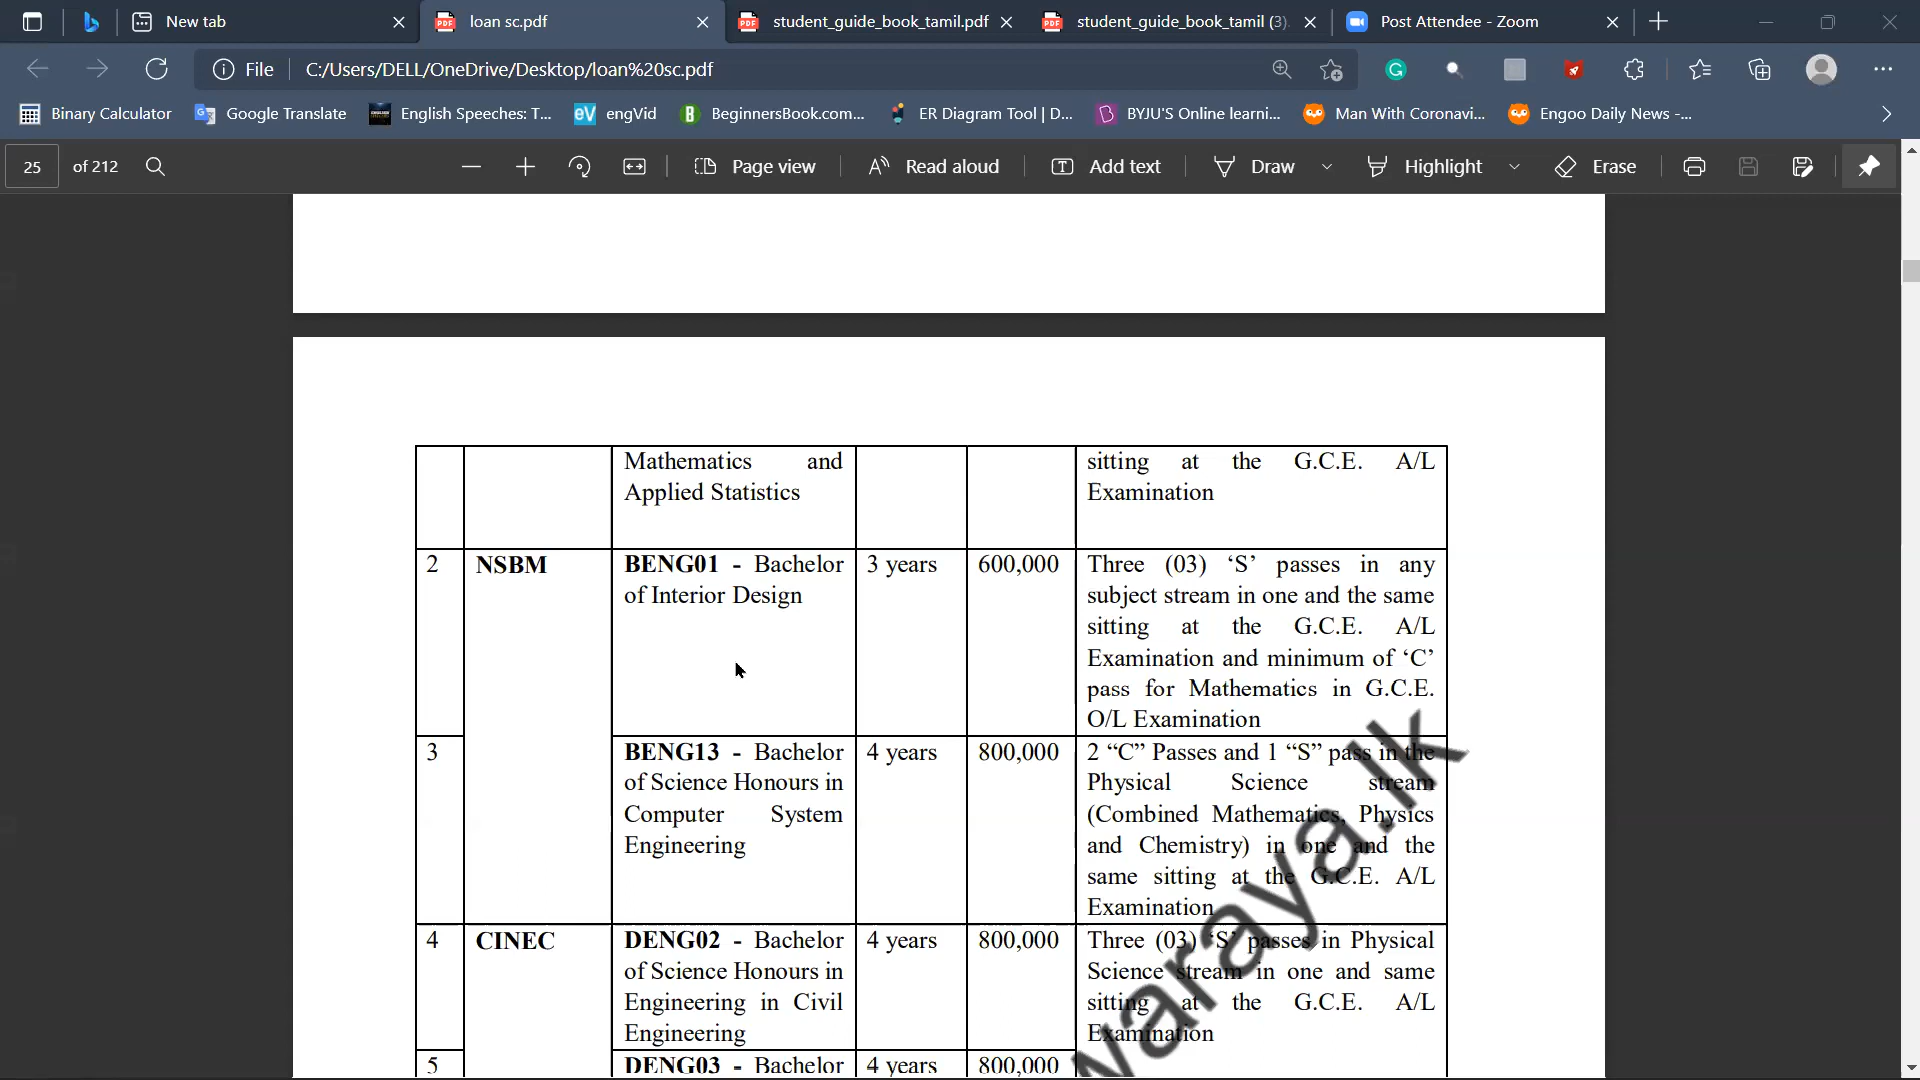 New tab
loan sc.pdf
student_guide_book_tamil.pdf
student_guide_book_tamil (3).
Post Attendee - Zoom
File
C:/Users/DELL/OneDrive/Desktop/loan%20sc.pdf
Binary Calculator
Google Translate
English Speeches: T...
engVid
BeginnersBook.com...
ER Diagram Tool | D...
BYJU'S Online learni...
Man With Coronavi...
Engoo Daily News -...
25 of 212
Page view
Read aloud
Add text
Draw
Highlight
Erase
Mathematics and
Applied Statistics
sitting at the G.C.E. A/L
Examination
2
NSBM
BENG01 - Bachelor
of Interior Design
3 years
600,000
Three (03) ‘S’ passes in any
subject stream in one and the same
sitting at the G.C.E. A/L
Examination and minimum of ‘C’
pass for Mathematics in G.C.E.
O/L Examination
3
BENG13 - Bachelor
of Science Honours in
Computer System
Engineering
4 years
800,000
2 “C” Passes and 1 “S” pass in the
Physical Science stream
(Combined Mathematics, Physics
and Chemistry) in one and the
same sitting at the G.C.E. A/L
Examination
4
CINEC
DENG02 - Bachelor
of Science Honours in
Engineering in Civil
Engineering
4 years
800,000
Three (03) ‘S’ passes in Physical
Science stream in one and same
sitting at the G.C.E. A/L
Examination
5
DENG03 - Bachelor
4 years
800,000
waraya.lk